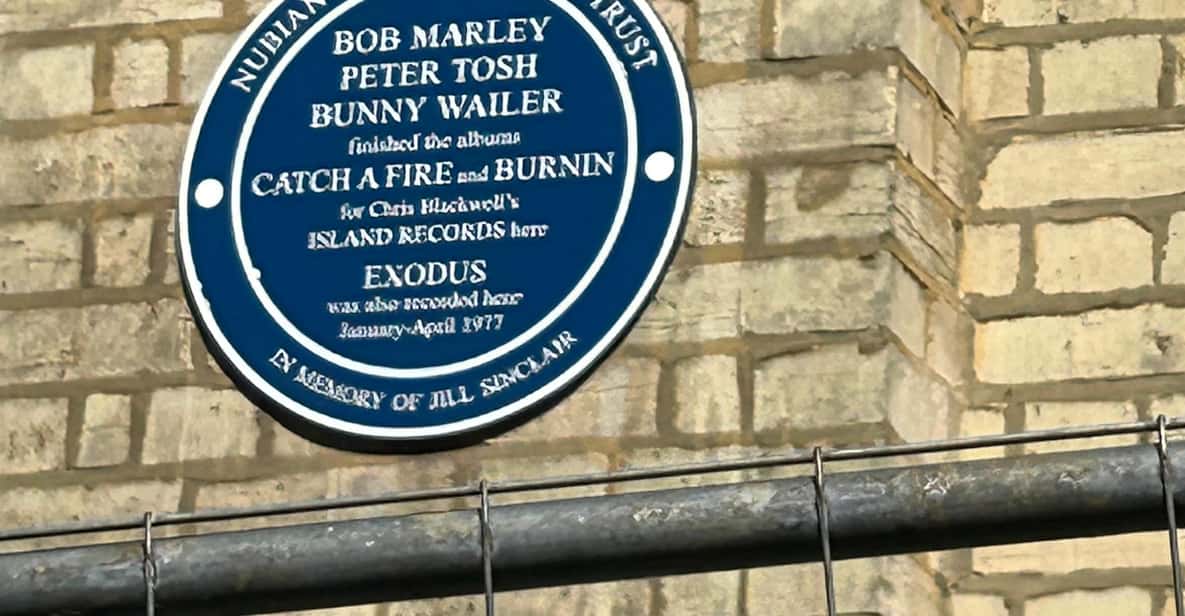 NUBIAN TRUST
BOB MARLEY
PETER TOSH
BUNNY WAILER
finished the albums
CATCH A FIRE and BURNIN
for Chris Blackwell's
ISLAND RECORDS here
EXODUS
was also recorded here
January-April 1977
IN MEMORY OF JILL SINCLAIR